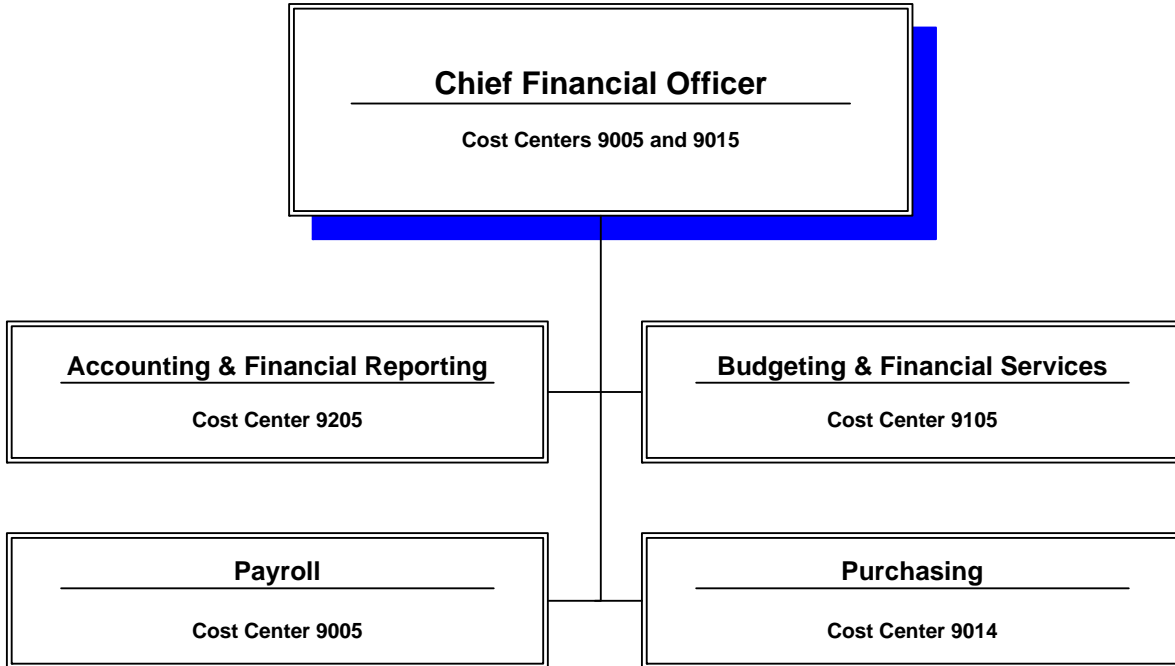 Chief Financial Officer
Cost Centers 9005 and 9015
Accounting & Financial Reporting
Cost Center 9205
Budgeting & Financial Services
Cost Center 9105
Payroll
Cost Center 9005
Purchasing
Cost Center 9014